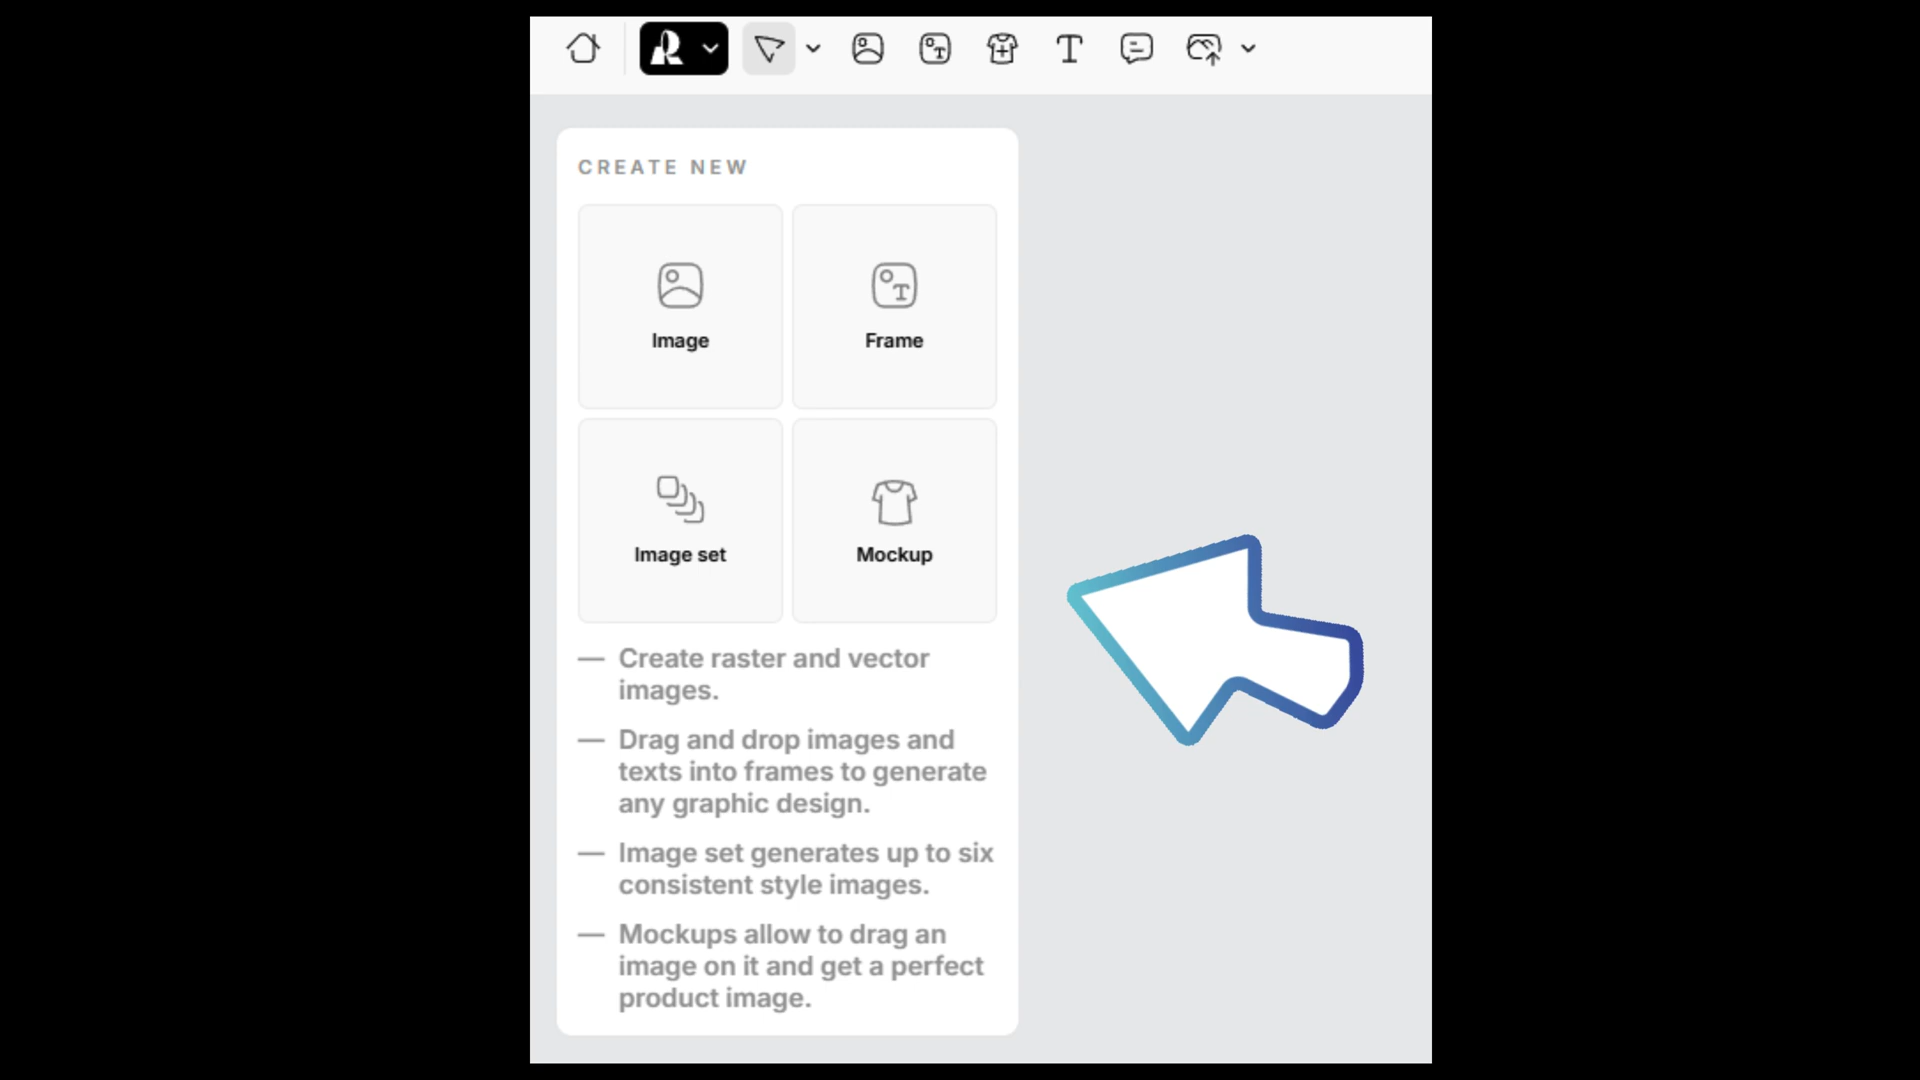 CREATE NEW
Image
Frame
Image set
Mockup
— Create raster and vector
images.
— Drag and drop images and
texts into frames to generate
any graphic design.
— Image set generates up to six
consistent style images.
— Mockups allow to drag an
image on it and get a perfect
product image.